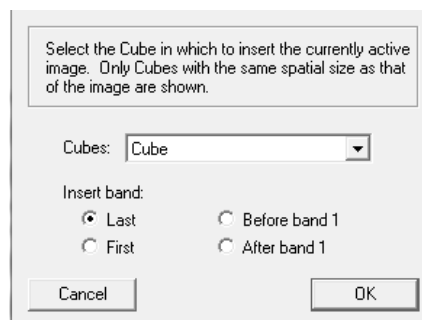 Select the Cube in which to insert the currently active
image. Only Cubes with the same spatial size as that
of the image are shown.
Cubes: Cube
Insert band:
Last Before band 1
First After band 1
Cancel OK